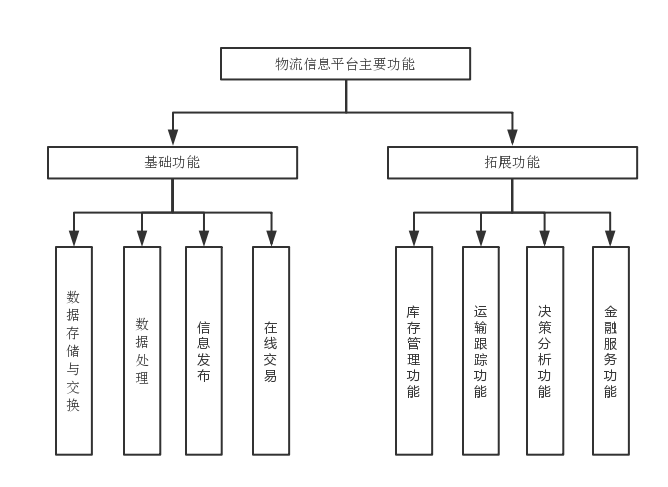 物流信息平台主要功能
基础功能
拓展功能
数据存储与交换
数据处理
信息发布
在线交易
库存管理功能
运输跟踪功能
决策分析功能
金融服务功能